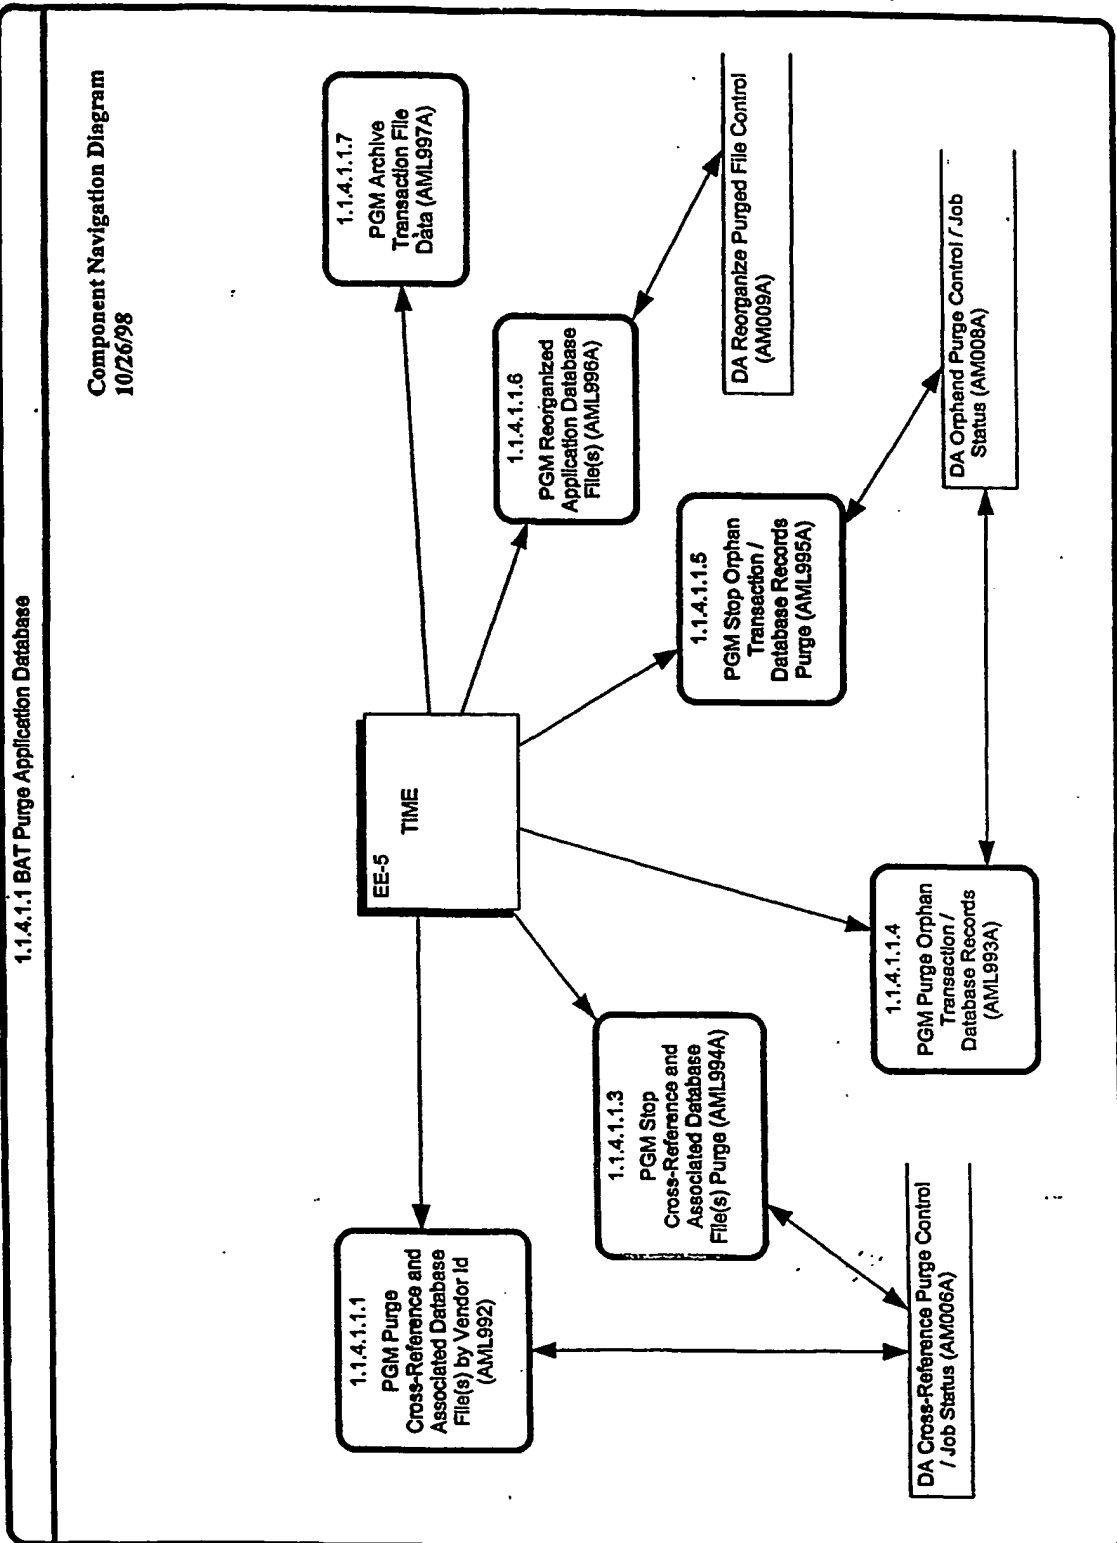 1.1.4.1.1 BAT Purge Application Database
Component Navigation Diagram
10/26/98
1.1.4.1.1.1
PGM Purge
Cross-Reference and
Associated Database
File(s) by Vendor Id
(AML992)
EE-5
TIME
1.1.4.1.1.7
PGM Archive
Transaction File
Data (AML997A)
1.1.4.1.1.6
PGM Reorganized
Application Database
File(s) (AML996A)
1.1.4.1.1.3
PGM Stop
Cross-Reference and
Associated Database
File(s) Purge (AML994A)
1.1.4.1.1.5
PGM Stop Orphan
Transaction /
Database Records
Purge (AML995A)
DA Reorganize Purged File Control
(AM009A)
1.1.4.1.1.4
PGM Purge Orphan
Transaction /
Database Records
(AML993A)
DA Cross-Reference Purge Control
/ Job Status (AM006A)
DA Orphand Purge Control / Job
Status (AM008A)